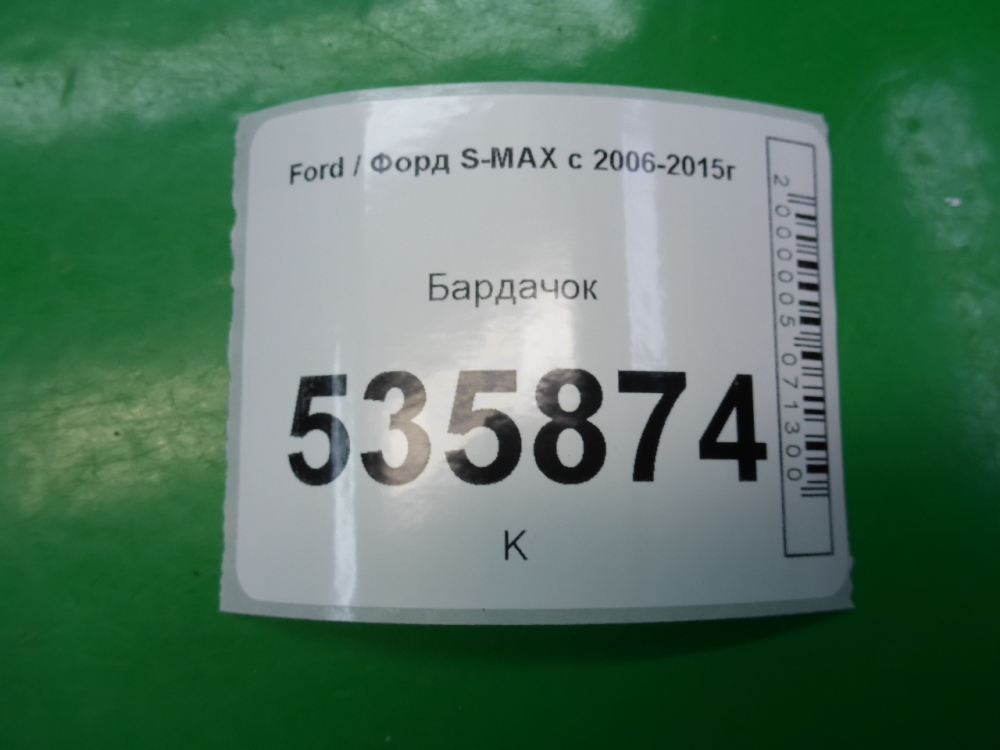 Ford / Форд S-MAX с 2006-2015г
Бардачок
535874
К
2000005071300